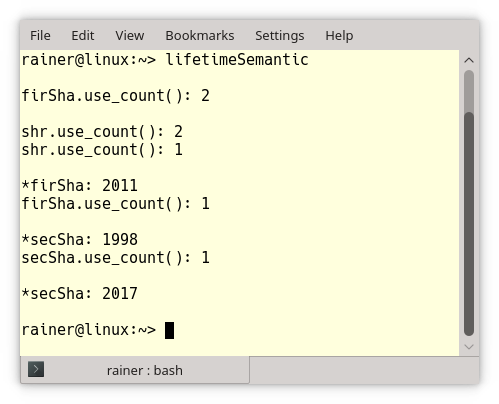 File Edit View Bookmarks Settings Help
rainer@linux:~> lifetimeSemantic
firSha.use_count(): 2
shr.use_count(): 2
shr.use_count(): 1
*firSha: 2011
firSha.use_count(): 1
*secSha: 1998
secSha.use_count(): 1
*secSha: 2017
rainer@linux:~>
rainer : bash